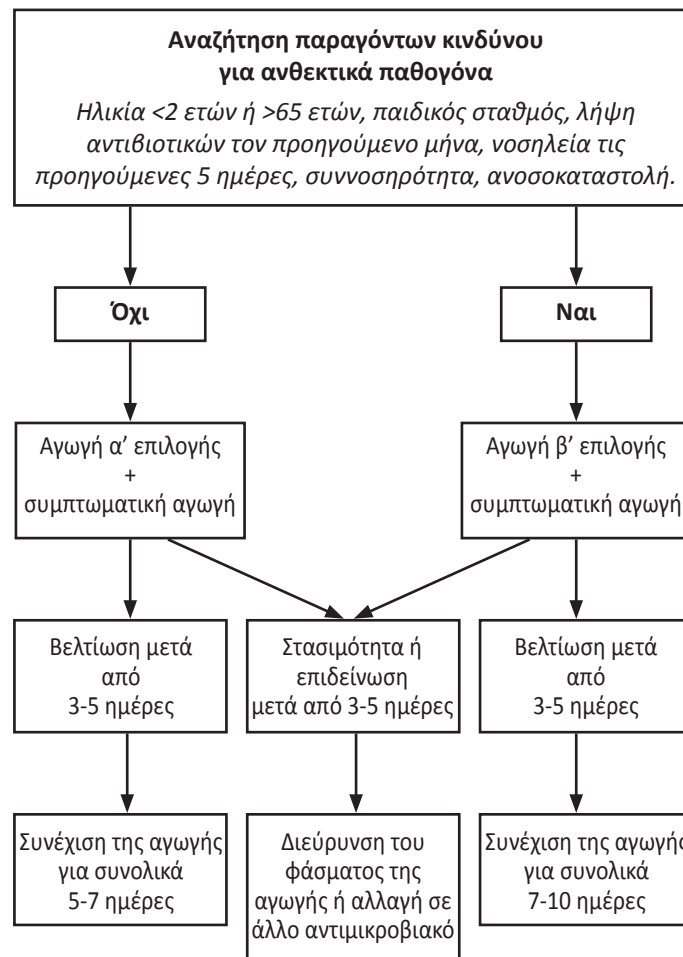 Αναζήτηση παραγόντων κινδύνου
για ανθεκτικά παθογόνα
Ηλικία <2 ετών ή >65 ετών, παιδικός σταθμός, λήψη
αντιβιοτικών τον προηγούμενο μήνα, νοσηλεία τις
προηγούμενες 5 ημέρες, συννοσηρότητα, ανοσοκαταστολή.
Όχι
Ναι
Αγωγή α’ επιλογής
+
συμπτωματική αγωγή
Αγωγή β’ επιλογής
+
συμπτωματική αγωγή
Βελτίωση μετά
από
3-5 ημέρες
Στασιμότητα ή
επιδείνωση
μετά από 3-5 ημέρες
Βελτίωση μετά
από
3-5 ημέρες
Συνέχιση της αγωγής
για συνολικά
5-7 ημέρες
Διεύρυνση του
φάσματος της
αγωγής ή αλλαγή σε
άλλο αντιμικροβιακό
Συνέχιση της αγωγής
για συνολικά
7-10 ημέρες